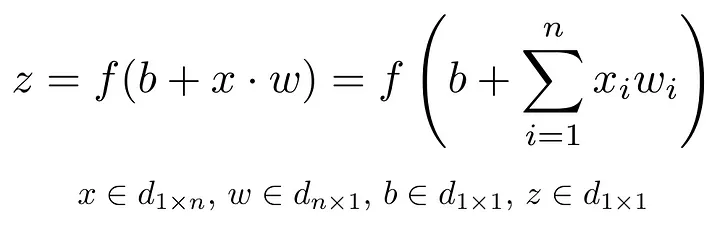 z = f(b + x · w) = f(b + ∑_{i=1}^{n} x_i w_i)
x ∈ d_{1×n}, w ∈ d_{n×1}, b ∈ d_{1×1}, z ∈ d_{1×1}